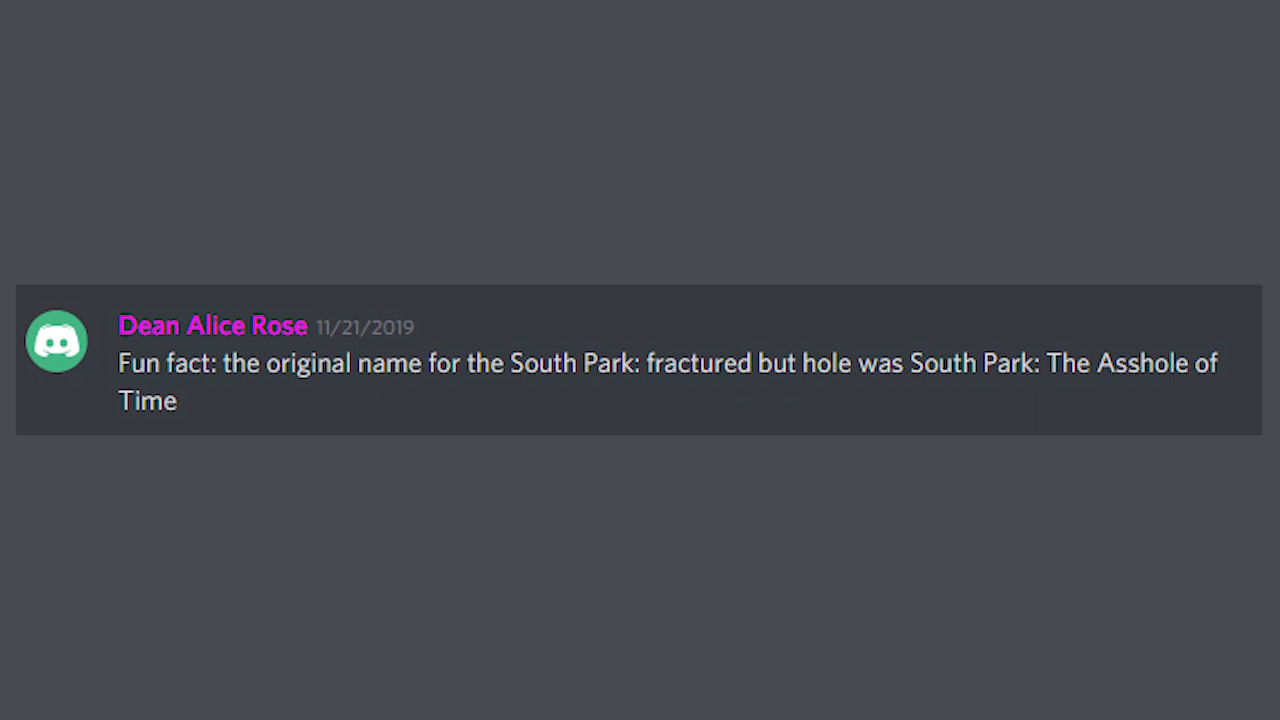 Dean Alice Rose 11/21/2019
Fun fact: the original name for the South Park: fractured but hole was South Park: The Asshole of
Time